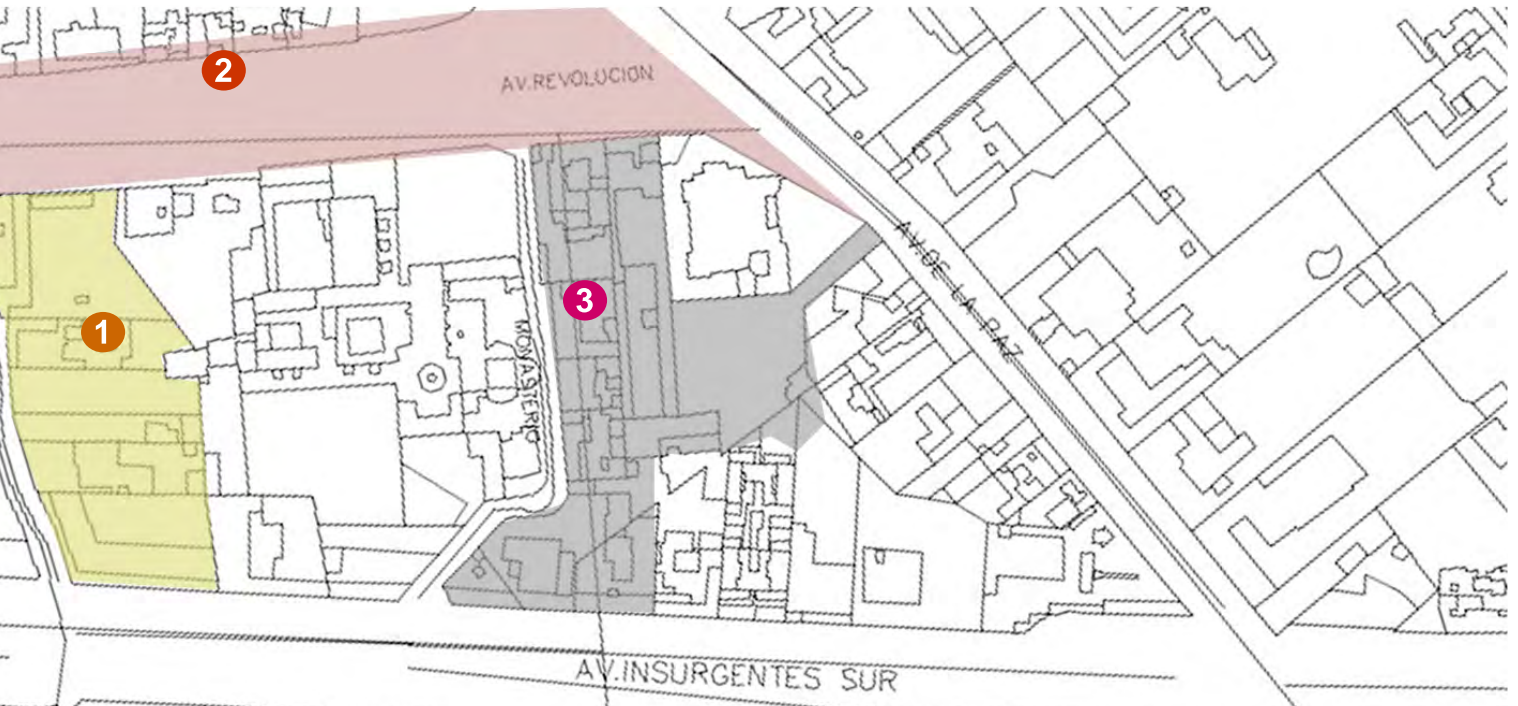 2
AV.REVOLUCION
AV.DE LA PAZ
3
1
MONASTERIO
AV.INSURGENTES SUR